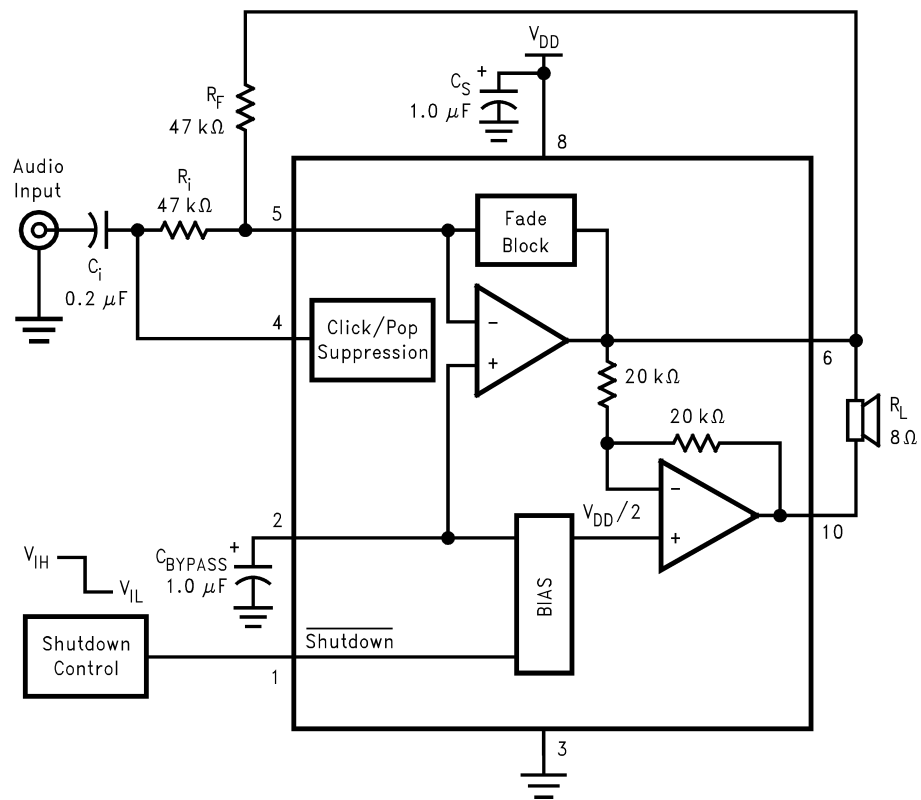 V_DD
C_S +
1.0 μF
8
R_F
47 kΩ
Audio
Input
R_i
47 kΩ
5
C_i
0.2 μF
Fade
Block
4
Click/Pop
Suppression
−
+
6
20 kΩ
20 kΩ
R_L
8Ω
−
+
V_DD/2
10
2
C_BYPASS +
1.0 μF
BIAS
V_IH
V_IL
Shutdown
Control
Shutdown
1
3